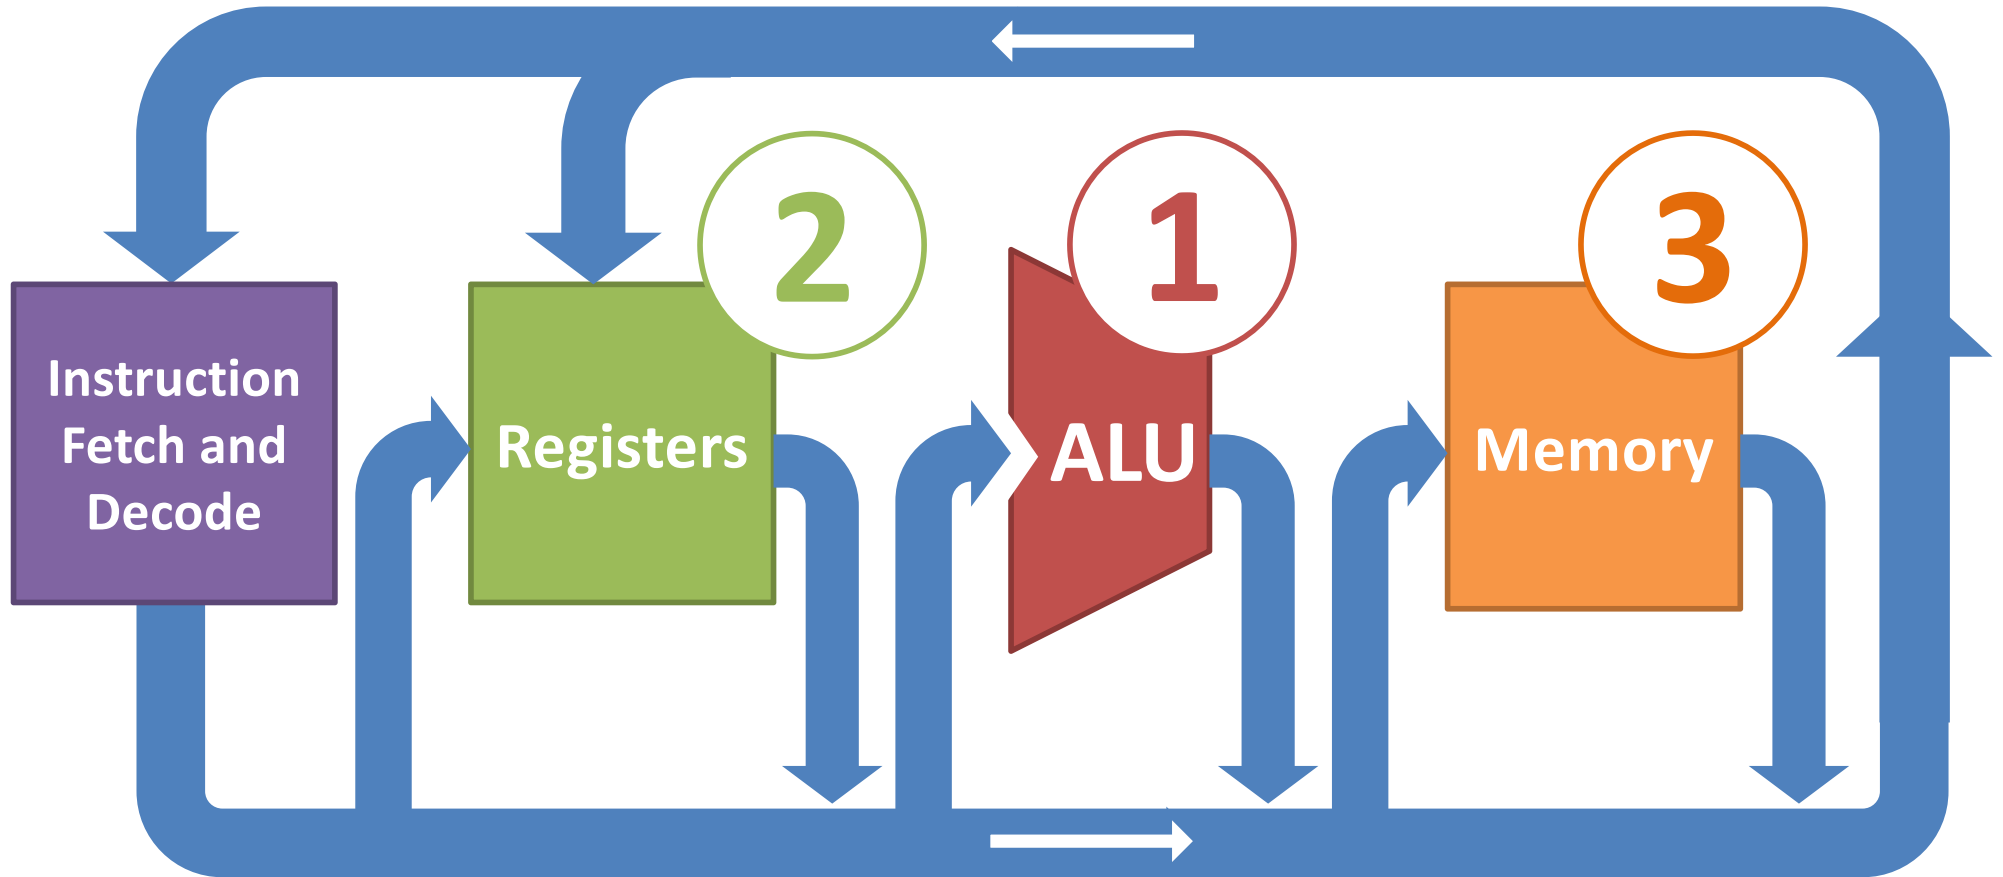 2
1
3
Instruction
Fetch and
Decode
Registers
ALU
Memory